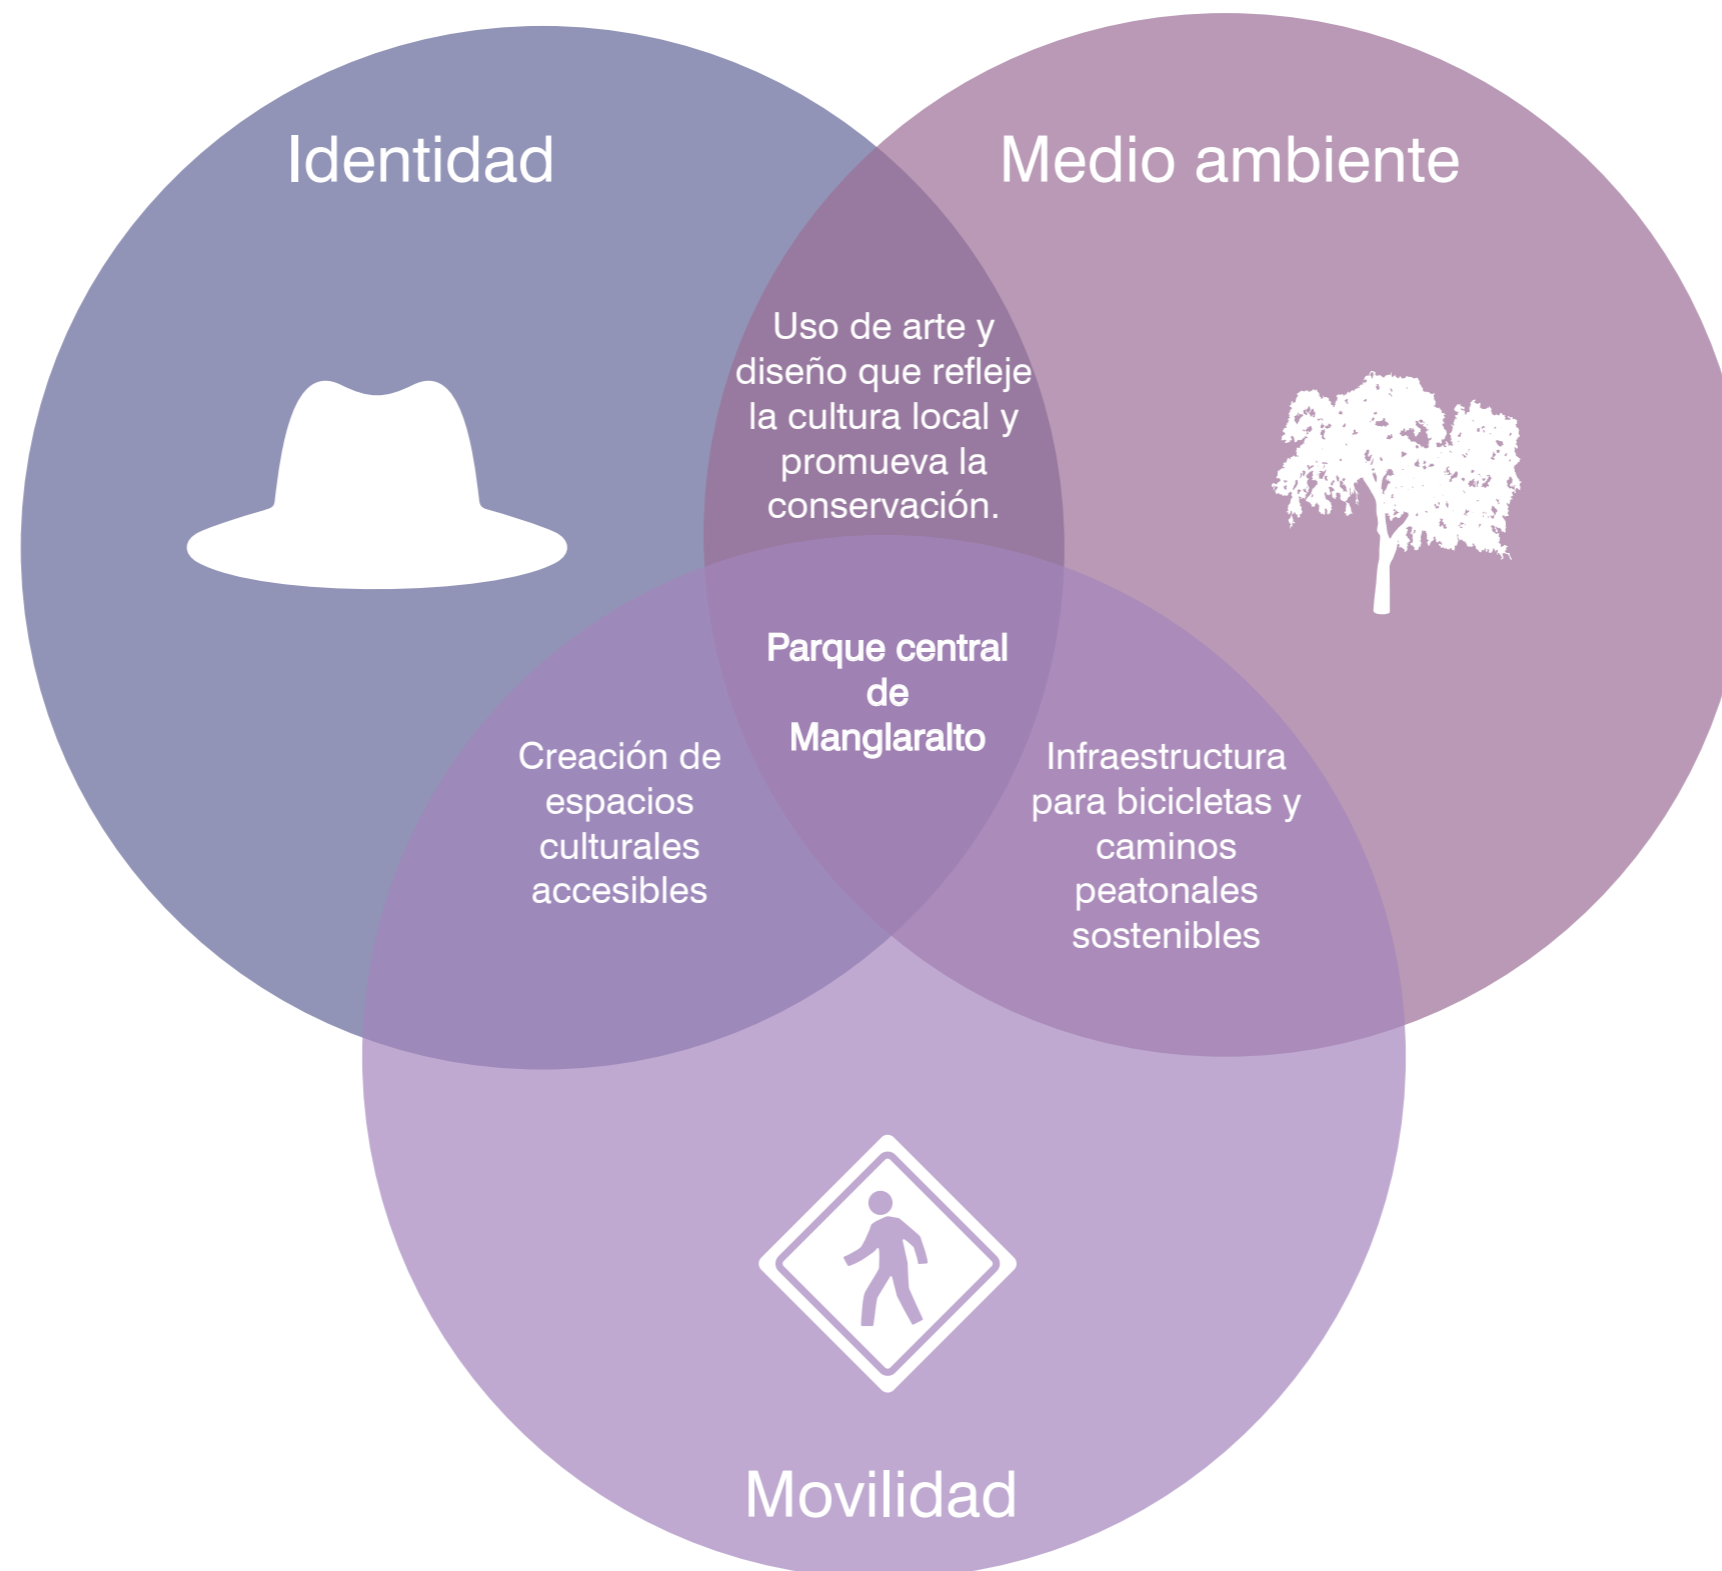 Identidad
Medio ambiente
Uso de arte y
diseño que refleje
la cultura local y
promueva la
conservación.
Parque central
de
Manglaralto
Creación de
espacios
culturales
accesibles
Infraestructura
para bicicletas y
caminos
peatonales
sostenibles
Movilidad